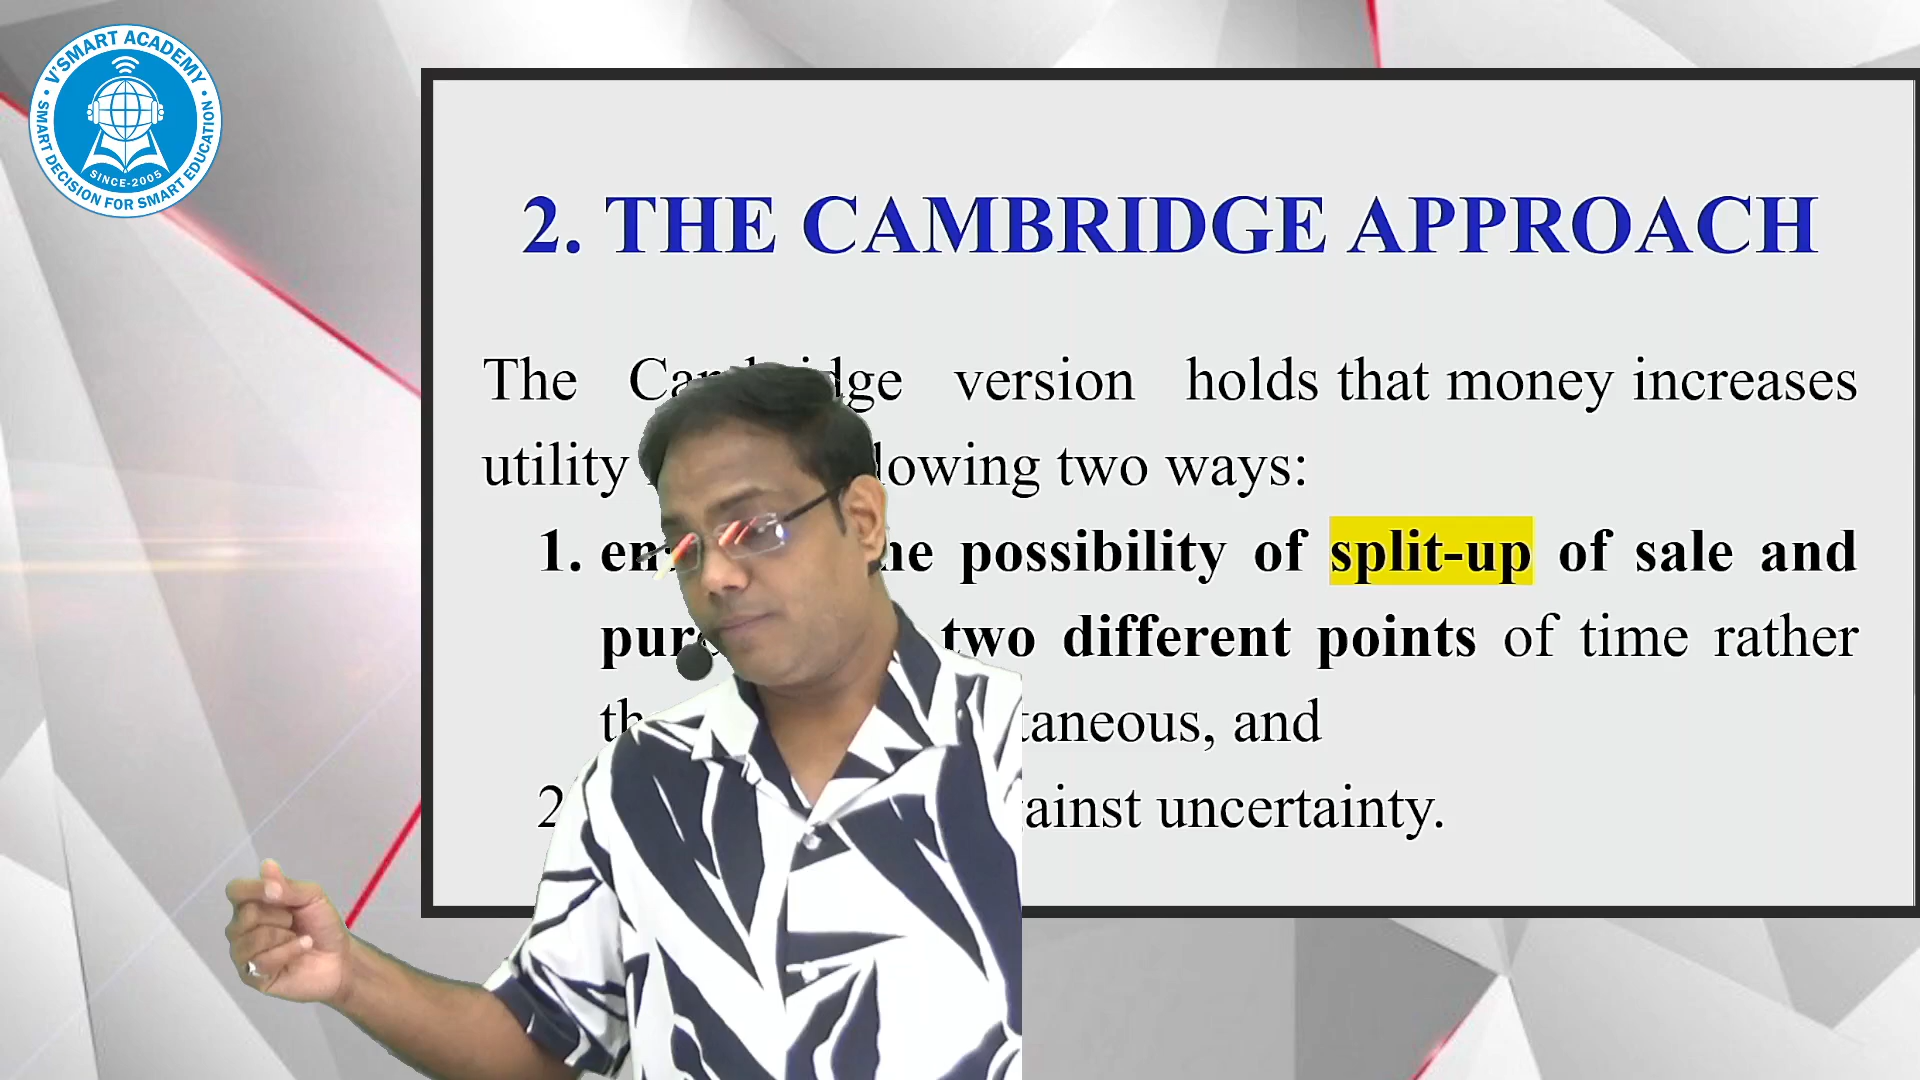 V'SMART ACADEMY
SMART DECISION FOR SMART EDUCATION
SINCE-2005
2. THE CAMBRIDGE APPROACH
The version holds that money increases
utility two ways:
1. possibility of split-up of sale and
two different points of time rather
and
2 uncertainty.